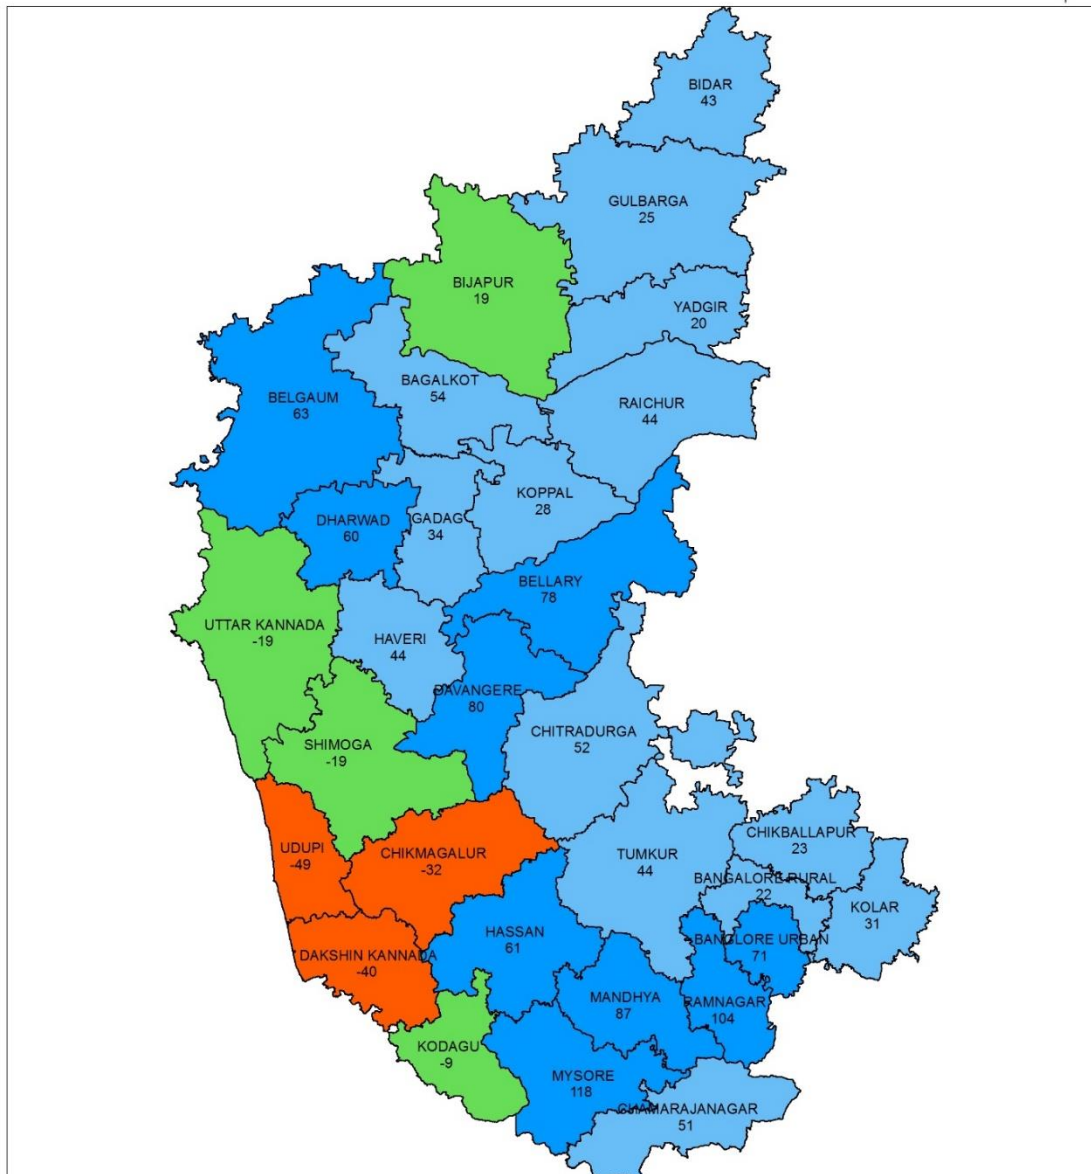 BIDAR
43
GULBARGA
25
BIJAPUR
19
YADGIR
20
BAGALKOT
54
RAICHUR
44
BELGAUM
63
KOPPAL
28
DHARWAD
60
GADAG
34
BELLARY
78
UTTAR KANNADA
-19
HAVERI
44
DAVANGERE
80
CHITRADURGA
52
SHIMOGA
-19
CHIKBALLAPUR
23
UDUPI
-49
CHIKMAGALUR
-32
TUMKUR
44
BANGALORE RURAL
22
KOLAR
31
HASSAN
61
BANGLORE URBAN
71
DAKSHIN KANNADA
-40
MANDHYA
87
RAMNAGAR
104
KODAGU
-9
MYSORE
118
CHAMARAJANAGAR
51